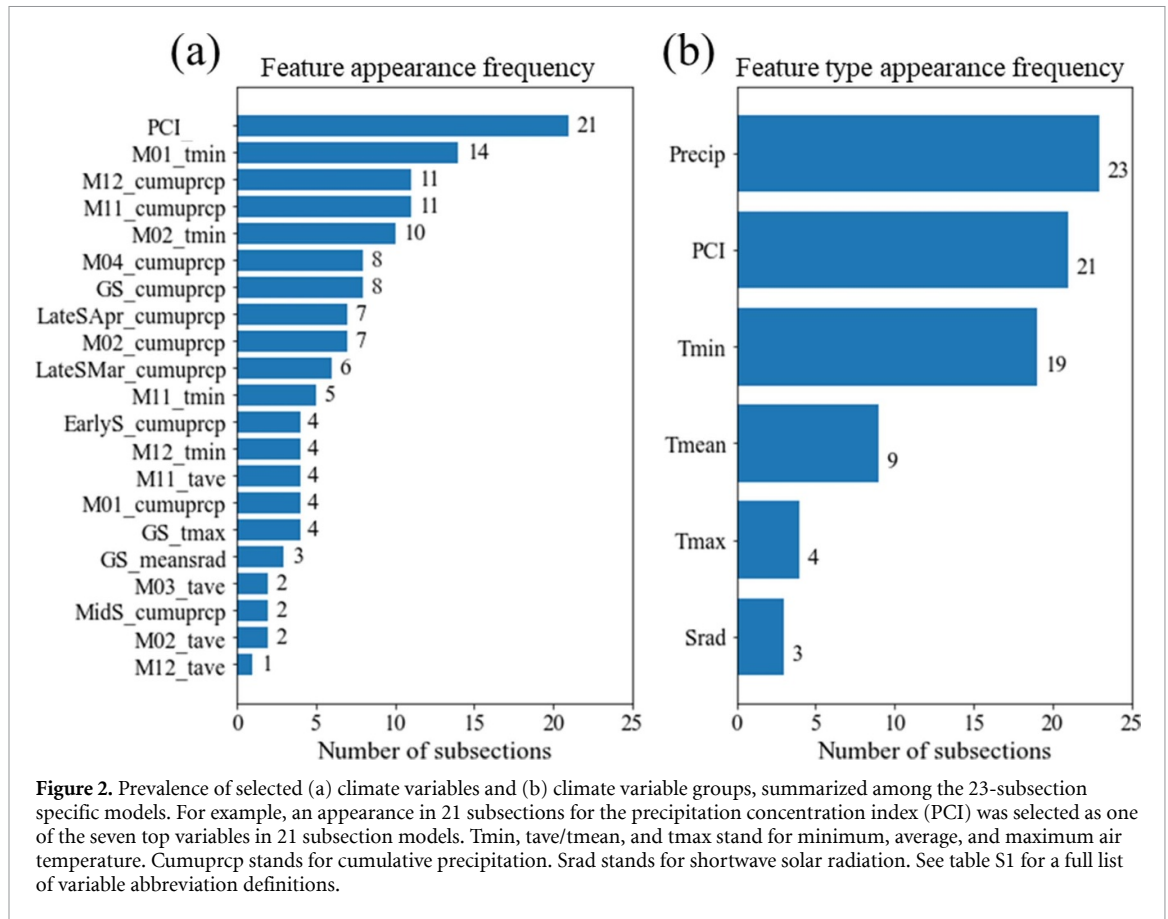 (a)
Feature appearance frequency
PCI_ 21
M01_tmin 14
M12_cumuprcp 11
M11_cumuprcp 11
M02_tmin 10
M04_cumuprcp 8
GS_cumuprcp 8
LateSApr_cumuprcp 7
M02_cumuprcp 7
LateSMar_cumuprcp 6
M11_tmin 5
EarlyS_cumuprcp 4
M12_tmin 4
M11_tave 4
M01_cumuprcp 4
GS_tmax 4
GS_meansrad 3
M03_tave 2
MidS_cumuprcp 2
M02_tave 2
M12_tave 1
0 5 10 15 20 25
Number of subsections
(b)
Feature type appearance frequency
Precip 23
PCI 21
Tmin 19
Tmean 9
Tmax 4
Srad 3
0 5 10 15 20 25
Number of subsections
Figure 2. Prevalence of selected (a) climate variables and (b) climate variable groups, summarized among the 23-subsection
specific models. For example, an appearance in 21 subsections for the precipitation concentration index (PCI) was selected as one
of the seven top variables in 21 subsection models. Tmin, tave/tmean, and tmax stand for minimum, average, and maximum air
temperature. Cumuprcp stands for cumulative precipitation. Srad stands for shortwave solar radiation. See table S1 for a full list
of variable abbreviation definitions.